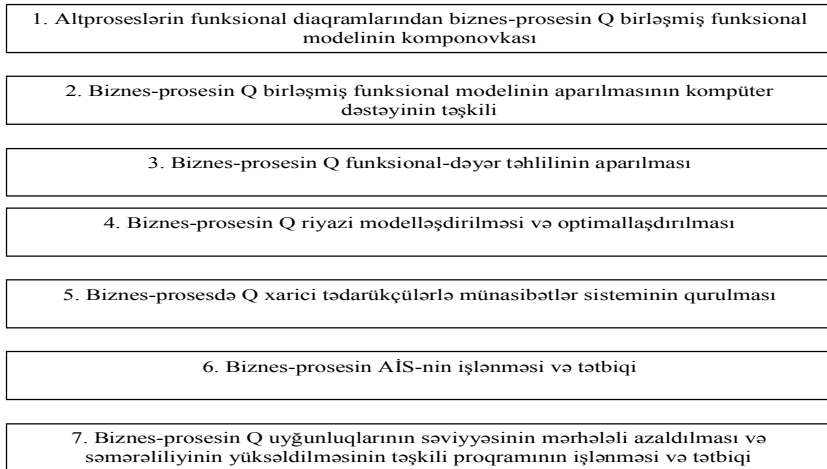 1. Altproseslərin funksional diaqramlarından biznes-prosesin Q birləşmiş funksional
modelinin komponovkası
2. Biznes-prosesin Q birləşmiş funksional modelinin aparılmasının kompüter
dəstəyinin təşkili
3. Biznes-prosesin Q funksional-dəyər təhlilinin aparılması
4. Biznes-prosesin Q riyazi modelləşdirilməsi və optimallaşdırılması
5. Biznes-prosesdə Q xarici tədarükçülərlə münasibətlər sisteminin qurulması
6. Biznes-prosesin AİS-nin işlənməsi və tətbiqi
7. Biznes-prosesin Q uyğunluqlarının səviyyəsinin mərhələli azaldılması və
səmərəliliyinin yüksəldilməsinin təşkili proqramının işlənməsi və tətbiqi